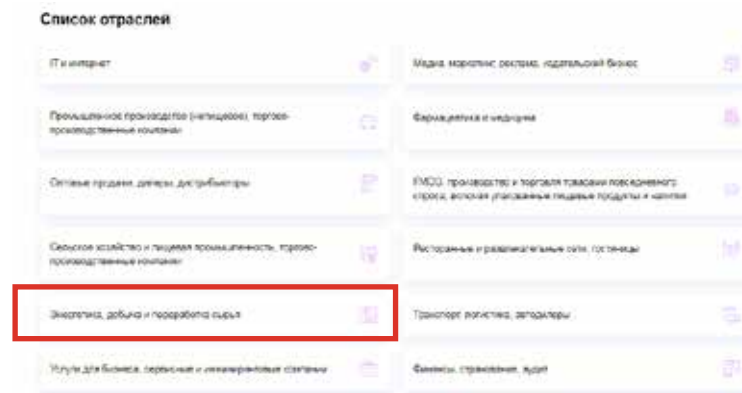 Список отраслей
IT и интернет
Медиа, маркетинг, реклама, издательский бизнес
Промышленное производство (непищевое), торгово-
производственные компании
Фармацевтика и медицина
Оптовые продажи, дилеры, дистрибьюторы
FMCG, производство и торговля товарами повседневного
спроса, включая упакованные пищевые продукты и напитки
Сельское хозяйство и пищевая промышленность, торгово-
производственные компании
Ресторанные и развлекательные сети, гостиницы
Энергетика, добыча и переработка сырья
Транспорт, логистика, автодилеры
Услуги для бизнеса, сервисные и инжиниринговые компании
Финансы, страхование, аудит